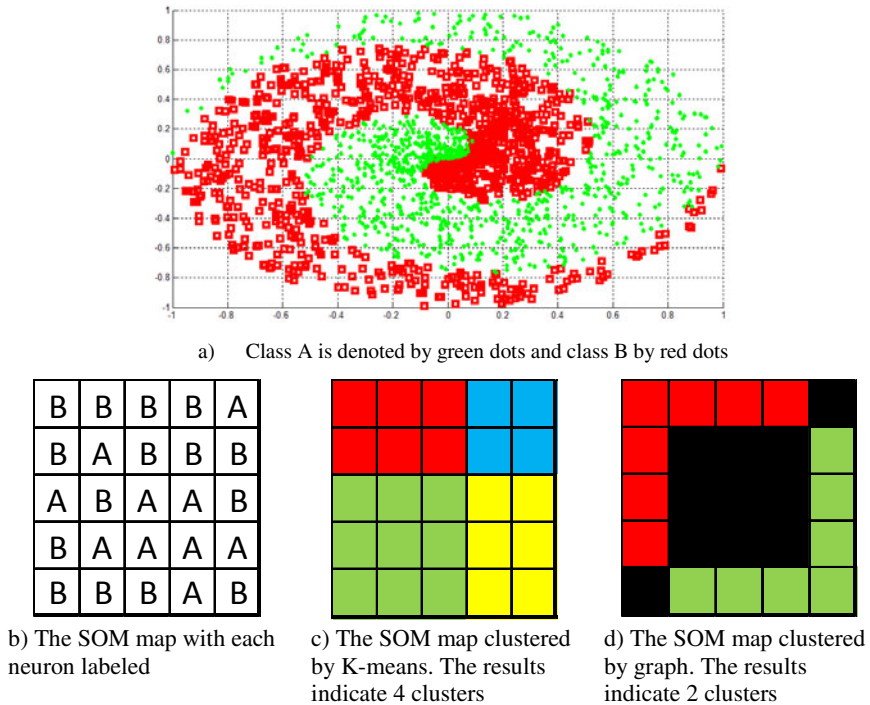 1
0.8
0.6
0.4
0.2
0
-0.2
-0.4
-0.6
-0.8
-1
-1 -0.8 -0.6 -0.4 -0.2 0 0.2 0.4 0.6 0.8 1
a) Class A is denoted by green dots and class B by red dots
B B B B A
B A B B B
A B A A B
B A A A A
B B B A B
b) The SOM map with each
neuron labeled
c) The SOM map clustered
by K-means. The results
indicate 4 clusters
d) The SOM map clustered
by graph. The results
indicate 2 clusters